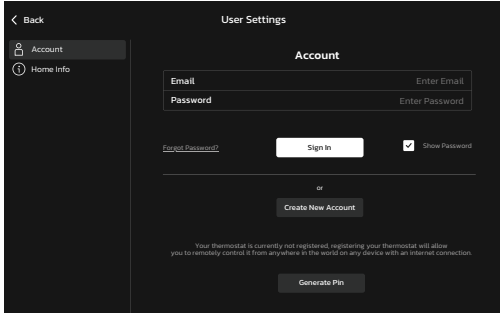 Back
User Settings
Account
Home Info
Account
Email
Enter Email
Password
Enter Password
Forgot Password?
Sign In
Show Password
or
Create New Account
Your thermostat is currently not registered, registering your thermostat will allow
you to remotely control it from anywhere in the world on any device with an internet connection.
Generate Pin